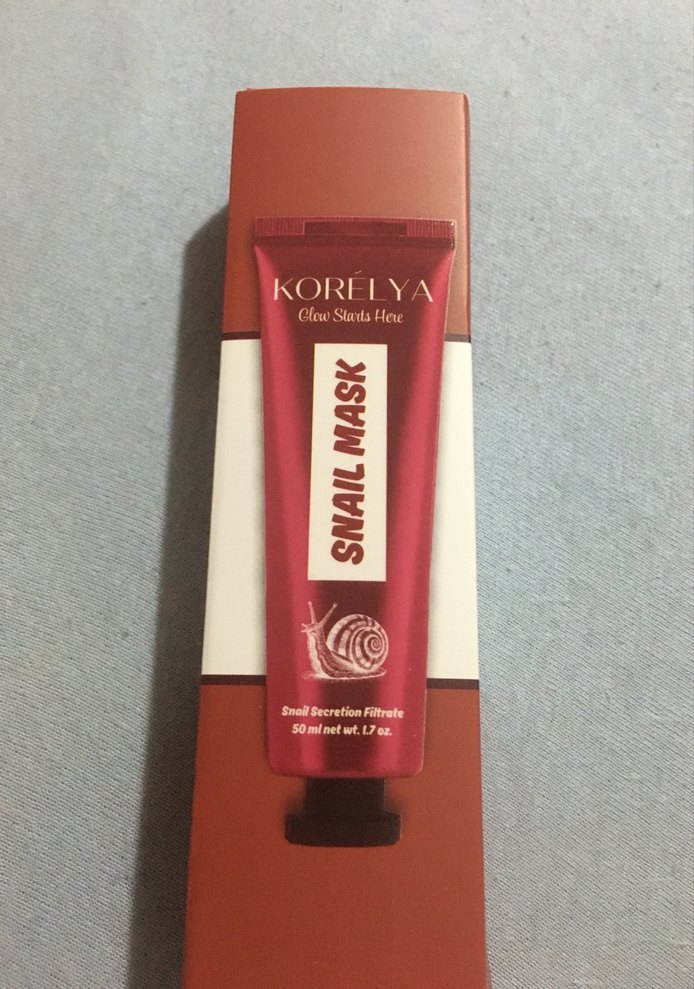 KORÉLYA
Glow Starts Here
SNAIL MASK
Snail Secretion Filtrate
50 ml net wt. 1.7 oz.